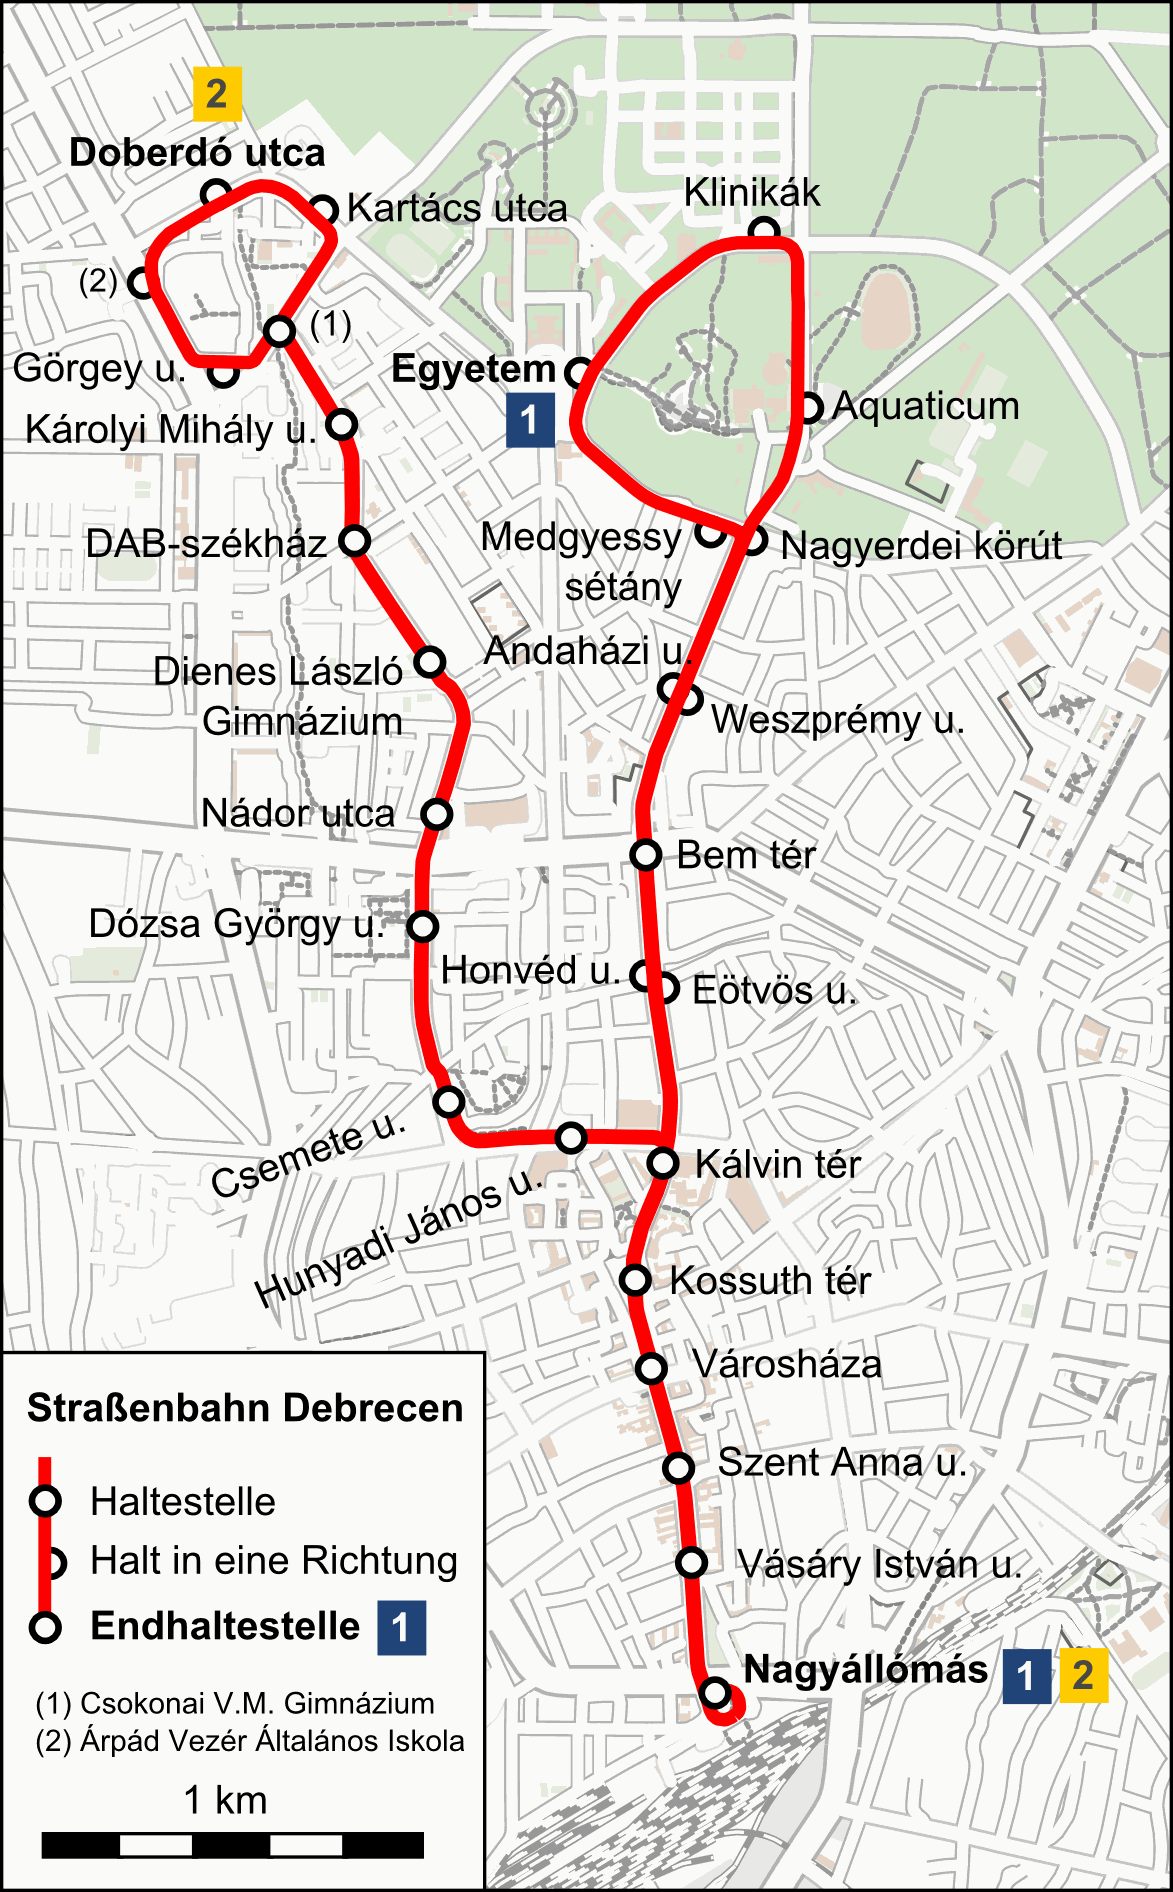 2
Doberdó utca
Kartács utca
Klinikák
(2)
(1)
Görgey u.
Egyetem
1
Aquaticum
Károlyi Mihály u.
DAB-székház
Medgyessy
sétány
Nagyerdei körút
Andaházi u.
Dienes László
Gimnázium
Weszprémy u.
Nádor utca
Bem tér
Dózsa György u.
Honvéd u.
Eötvös u.
Csemete u.
Hunyadi János u.
Kálvin tér
Kossuth tér
Városháza
Szent Anna u.
Vásáry István u.
Nagyállómás 1 2
Straßenbahn Debrecen
Haltestelle
Halt in eine Richtung
Endhaltestelle 1
(1) Csokonai V.M. Gimnázium
(2) Árpád Vezér Általános Iskola
1 km